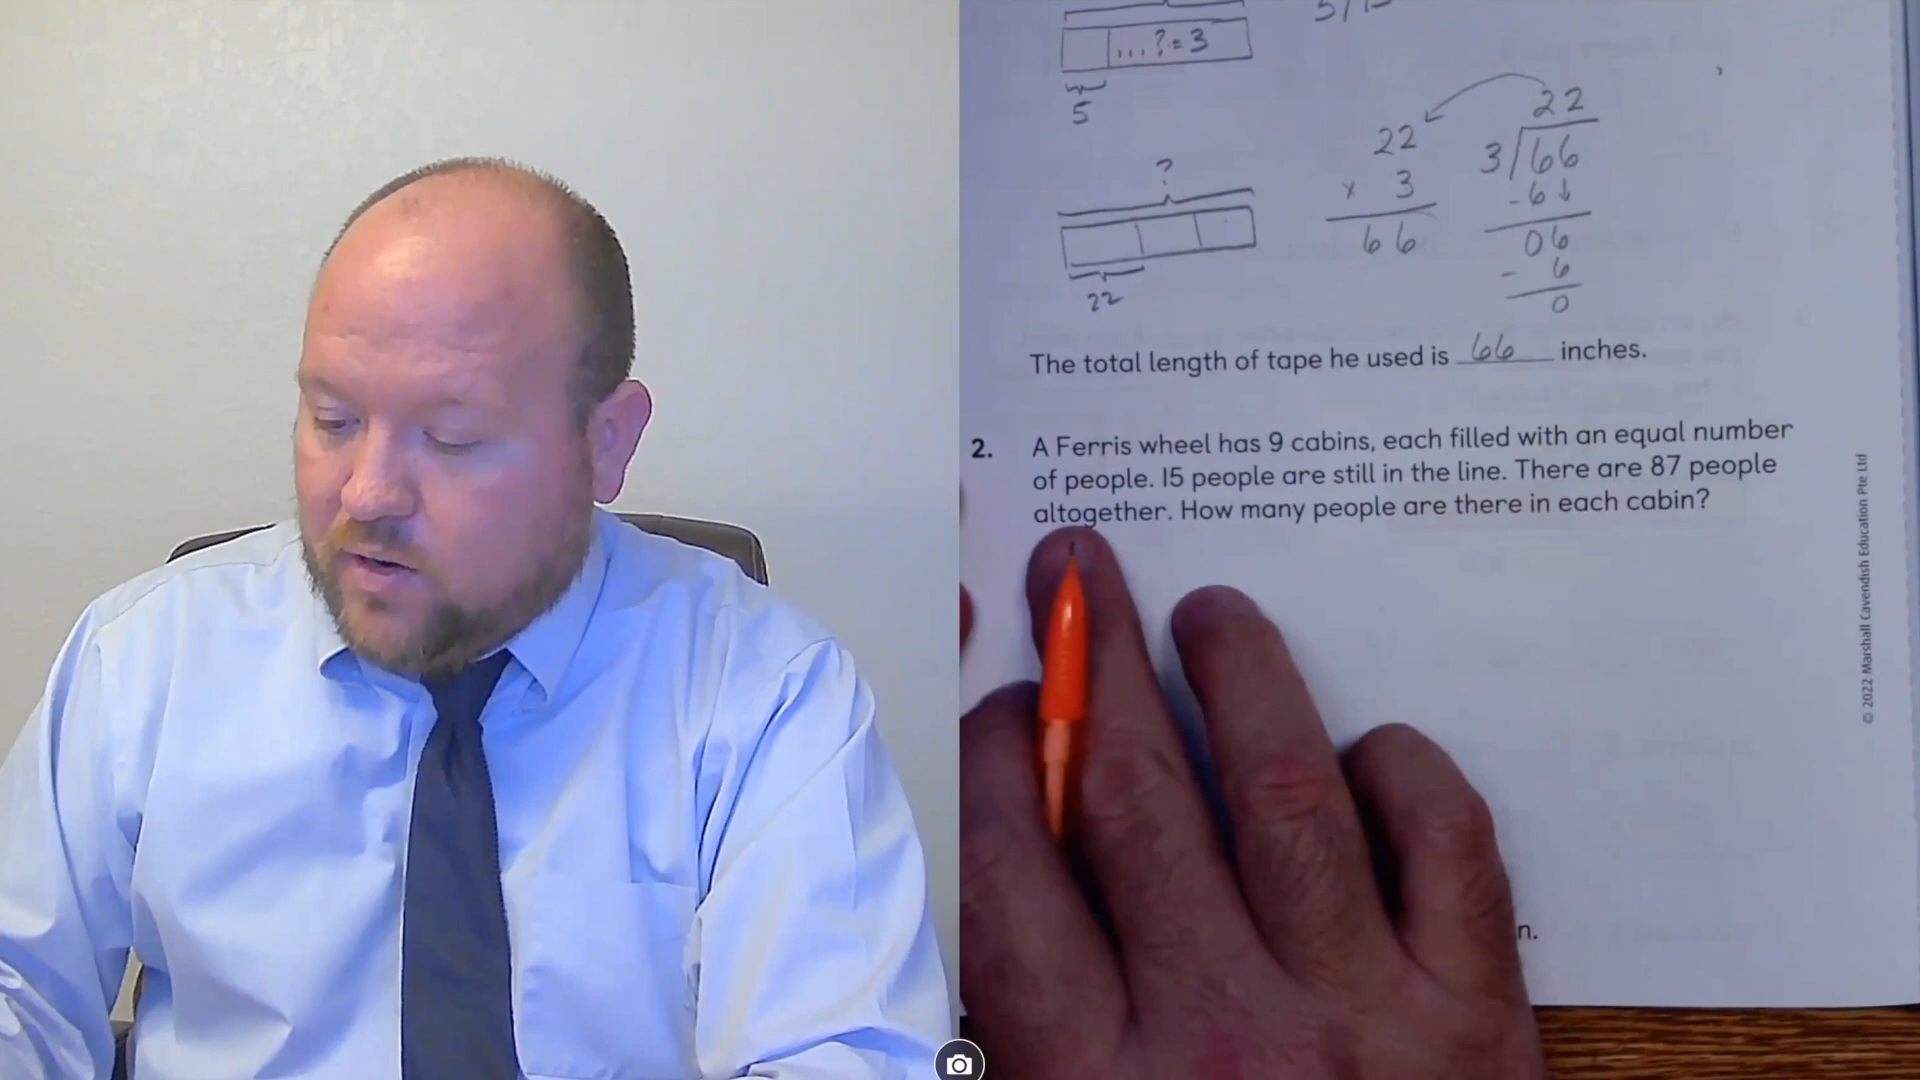 ...?=3
5
22
22
3/66
x 3
-6↓
66
06
- 6
0
?
22
The total length of tape he used is 66 inches.
2. A Ferris wheel has 9 cabins, each filled with an equal number
of people. 15 people are still in the line. There are 87 people
altogether. How many people are there in each cabin?
n.
© 2022 Marshall Cavendish Education Pte Ltd